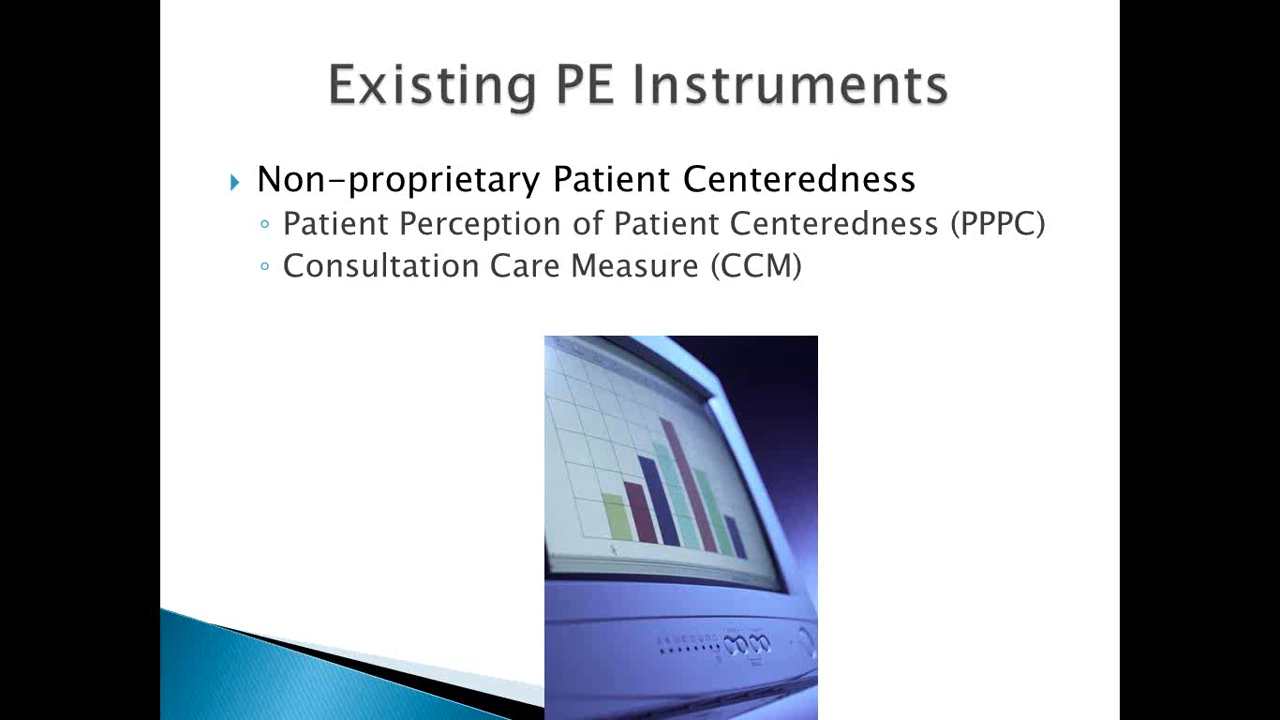 Existing PE Instruments
Non-proprietary Patient Centeredness
Patient Perception of Patient Centeredness (PPPC)
Consultation Care Measure (CCM)